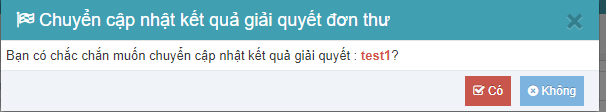 Chuyển cập nhật kết quả giải quyết đơn thư
Bạn có chắc chắn muốn chuyển cập nhật kết quả giải quyết : test1?
Có Không